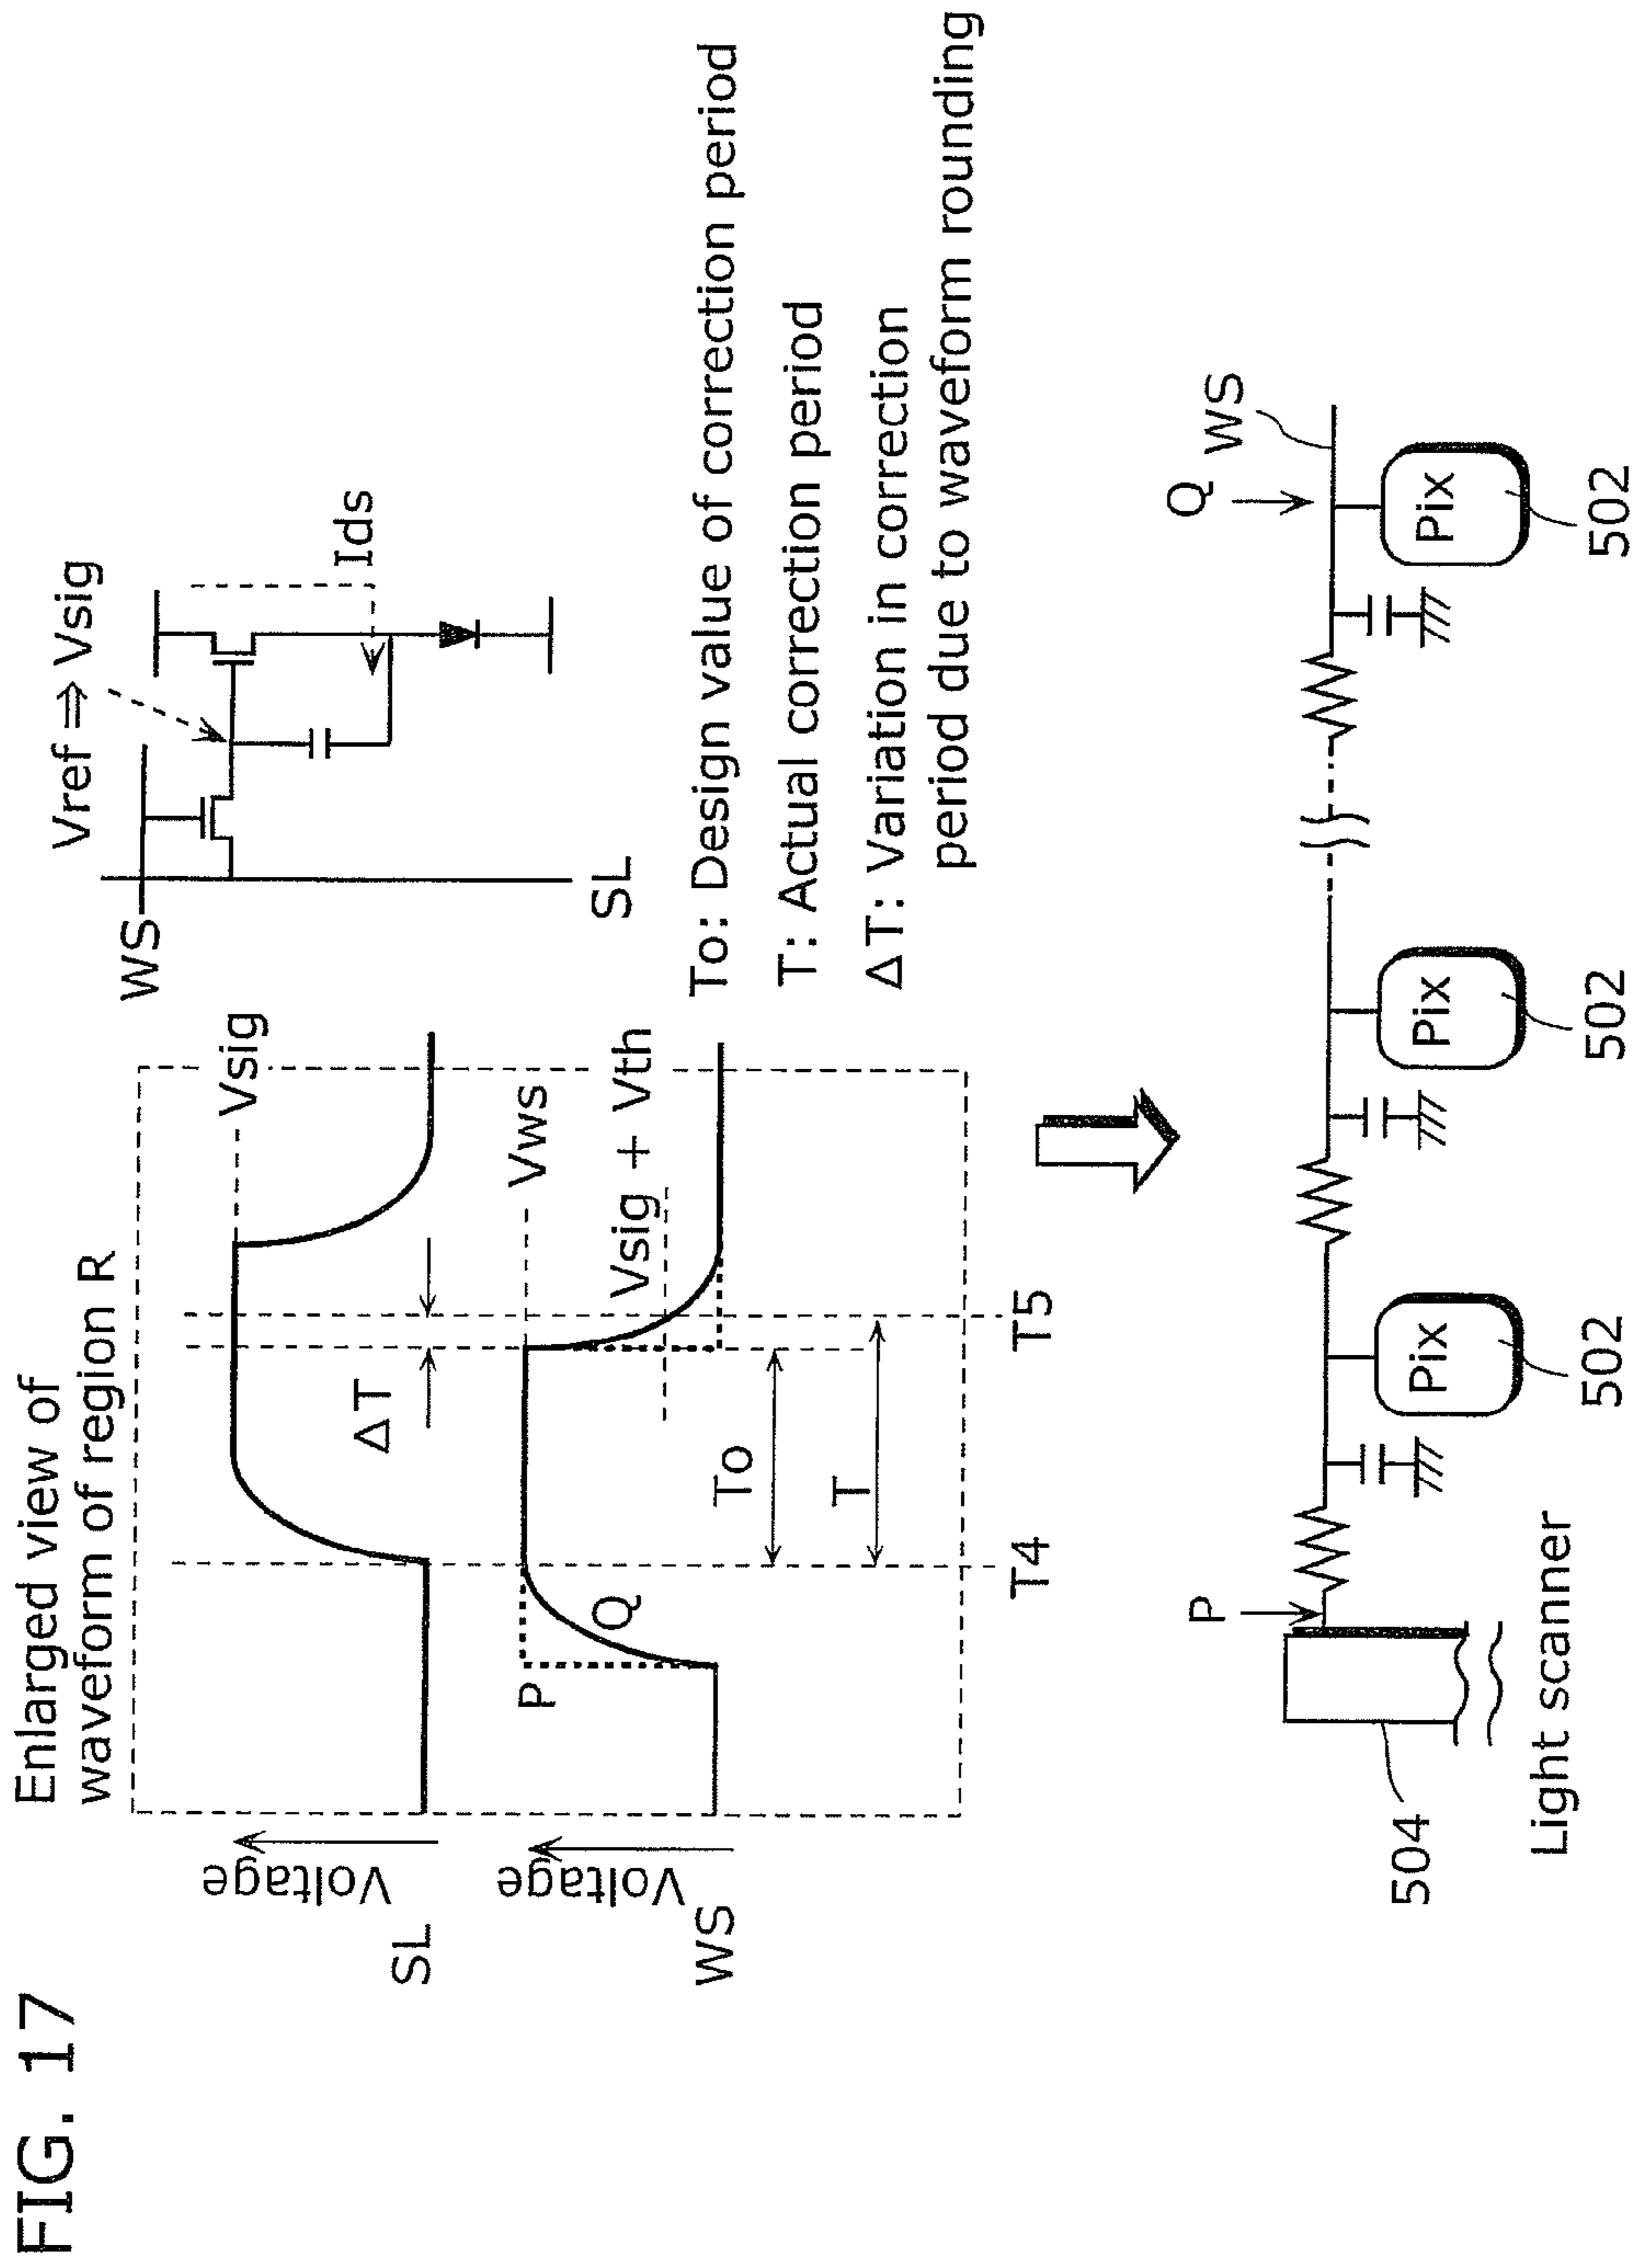 FIG. 17
Enlarged view of
waveform of region R
Voltage
SL
Vsig
ΔT
Voltage
WS
P
Q
Vws
Vsig + Vth
To
T
T4
T5
Vref ⇒ Vsig
WS
Ids
SL
To: Design value of correction period
T: Actual correction period
ΔT: Variation in correction
period due to waveform rounding
P
Q
WS
Pix
Pix
Pix
502
502
502
504
Light scanner